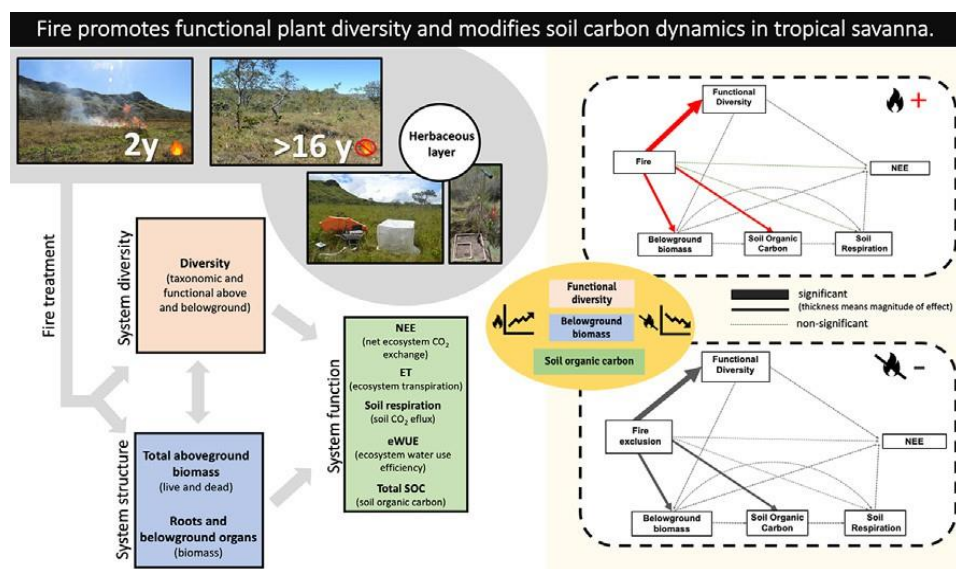 Fire promotes functional plant diversity and modifies soil carbon dynamics in tropical savanna.
2y
>16 y
Herbaceous
layer
Fire treatment
System diversity
Diversity
(taxonomic and
functional above
and belowground)
System structure
Total aboveground
biomass
(live and dead)
Roots and
belowground organs
(biomass)
System function
NEE
(net ecosystem CO2
exchange)
ET
(ecosystem transpiration)
Soil respiration
(soil CO2 eflux)
eWUE
(ecosystem water use
efficiency)
Total SOC
(soil organic carbon)
Functional
diversity
Belowground
biomass
Soil organic carbon
+
Functional
Diversity
Fire
NEE
Belowground
biomass
Soil Organic
Carbon
Soil
Respiration
significant
(thickness means magnitude of effect)
non-significant
−
Functional
Diversity
Fire
exclusion
NEE
Belowground
biomass
Soil Organic
Carbon
Soil
Respiration